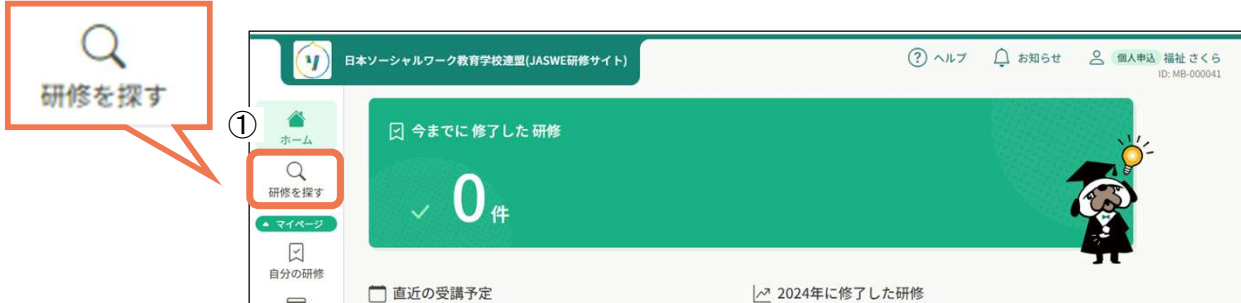 研修を探す
日本ソーシャルワーク教育学校連盟(JASWE研修サイト)
ヘルプ
お知らせ
個人申込 福祉 さくら
ID: MB-000041
①
ホーム
研修を探す
マイページ
自分の研修
今までに 修了した 研修
0 件
直近の受講予定
2024年に修了した研修